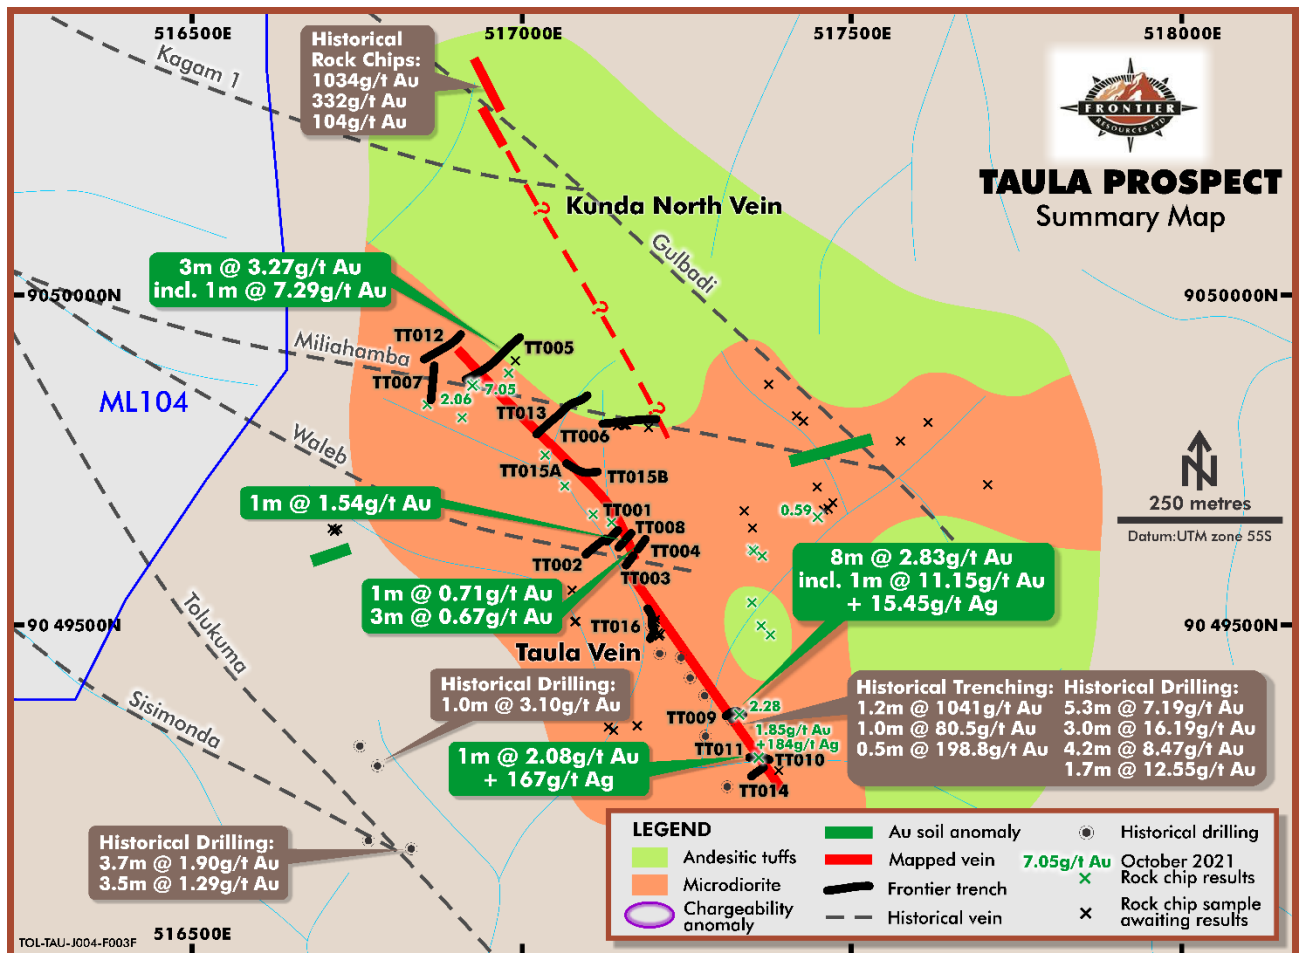 516500E
517000E
517500E
518000E
Kagam 1
Historical
Rock Chips:
1034g/t Au
332g/t Au
104g/t Au
FRONTIER
RESOURCES LTD
TAULA PROSPECT
Summary Map
Kunda North Vein
Gulbadi
3m @ 3.27g/t Au
incl. 1m @ 7.29g/t Au
9050000N
9050000N
TT012
TT005
Miliahamba
TT007
2.06
7.05
ML104
TT013
TT006
?
?
?
Waleb
TT015A
TT015B
1m @ 1.54g/t Au
TT001
TT008
TT004
TT002
TT003
0.59
250 metres
Datum:UTM zone 55S
N
8m @ 2.83g/t Au
incl. 1m @ 11.15g/t Au
+ 15.45g/t Ag
1m @ 0.71g/t Au
3m @ 0.67g/t Au
Tolukuma
90 49500N
90 49500N
TT016
Taula Vein
Sisimonda
Historical Drilling:
1.0m @ 3.10g/t Au
TT009
2.28
1.85g/t Au
+184g/t Ag
TT011
TT010
TT014
1m @ 2.08g/t Au
+ 167g/t Ag
Historical Trenching:
1.2m @ 1041g/t Au
1.0m @ 80.5g/t Au
0.5m @ 198.8g/t Au
Historical Drilling:
5.3m @ 7.19g/t Au
3.0m @ 16.19g/t Au
4.2m @ 8.47g/t Au
1.7m @ 12.55g/t Au
Historical Drilling:
3.7m @ 1.90g/t Au
3.5m @ 1.29g/t Au
LEGEND
Andesitic tuffs
Microdiorite
Chargeability
anomaly
Au soil anomaly
Mapped vein
Frontier trench
Historical vein
Historical drilling
7.05g/t Au
October 2021
Rock chip results
Rock chip sample
awaiting results
516500E
TOL-TAU-J004-F003F